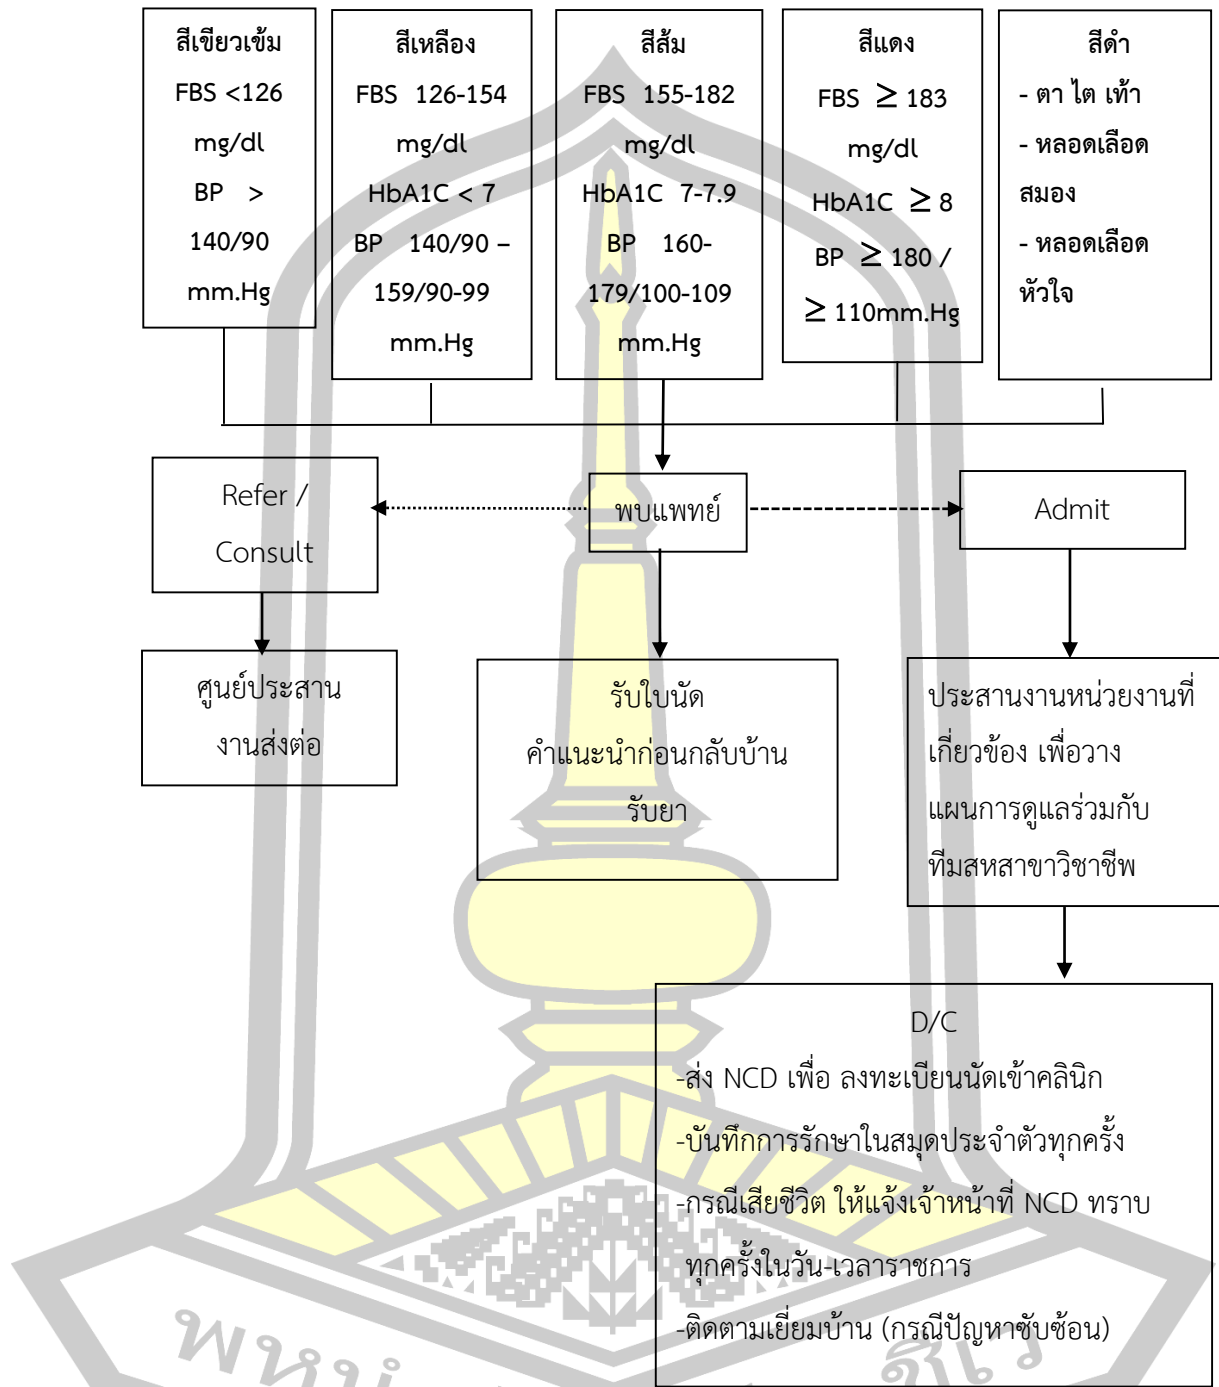 สีเขียวเข้ม
FBS <126
mg/dl
BP >
140/90
mm.Hg
สีเหลือง
FBS 126-154
mg/dl
HbA1C < 7
BP 140/90 –
159/90-99
mm.Hg
สีส้ม
FBS 155-182
mg/dl
HbA1C 7-7.9
BP 160-
179/100-109
mm.Hg
สีแดง
FBS ≥ 183
mg/dl
HbA1C ≥ 8
BP ≥ 180 /
≥ 110mm.Hg
สีดำ
- ตา ไต เท้า
- หลอดเลือด
สมอง
- หลอดเลือด
หัวใจ
Refer /
Consult
พบแพทย์
Admit
ศูนย์ประสาน
งานส่งต่อ
รับใบนัด
คำแนะนำก่อนกลับบ้าน
รับยา
ประสานงานหน่วยงานที่
เกี่ยวข้อง เพื่อวาง
แผนการดูแลร่วมกับ
ทีมสหสาขาวิชาชีพ
D/C
-ส่ง NCD เพื่อ ลงทะเบียนนัดเข้าคลินิก
-บันทึกการรักษาในสมุดประจำตัวทุกครั้ง
-กรณีเสียชีวิต ให้แจ้งเจ้าหน้าที่ NCD ทราบ
ทุกครั้งในวัน-เวลาราชการ
-ติดตามเยี่ยมบ้าน (กรณีปัญหาซับซ้อน)
พหุน
ชีเว